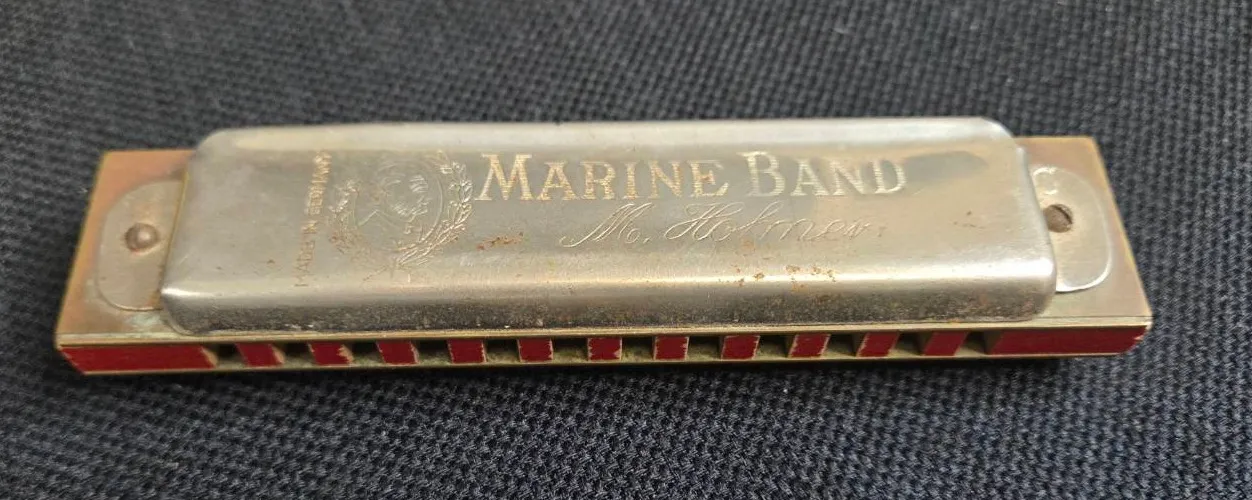 MADE IN GERMANY
MARINE BAND
M. Hohner.